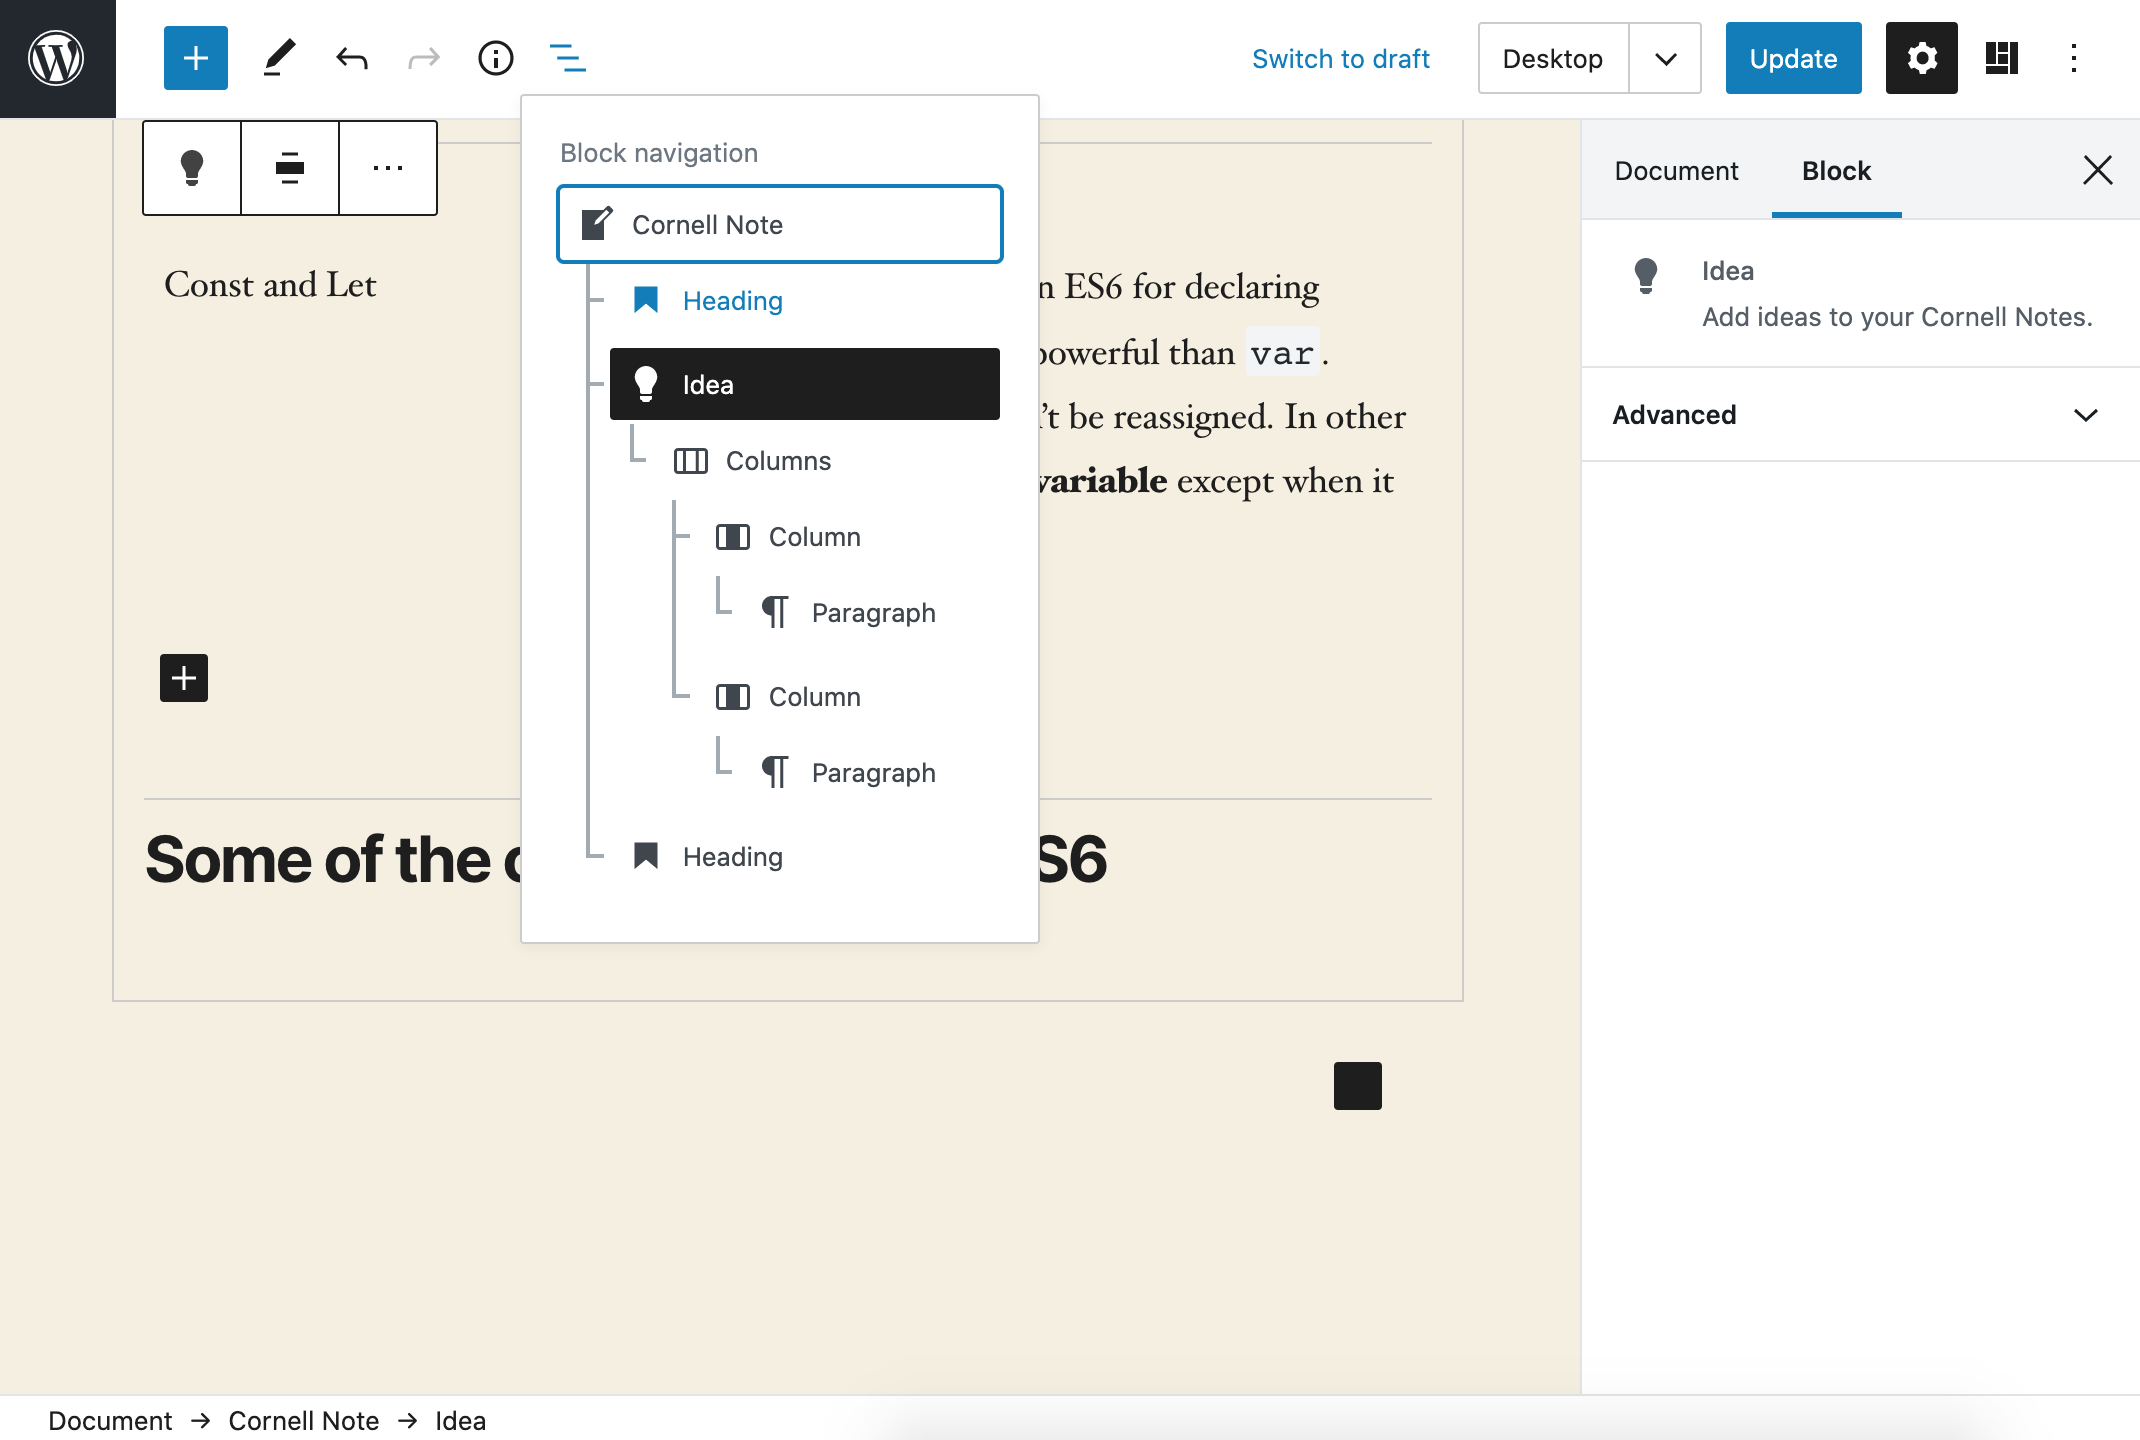 Switch to draft
Desktop
Update
Block navigation
Cornell Note
Heading
Idea
Columns
Column
Paragraph
Column
Paragraph
Heading
Const and Let
ES6 for declaring
than var.
't be reassigned. In other
variable except when it
Some of the
S6
Document
Block
Idea
Add ideas to your Cornell Notes.
Advanced
Document → Cornell Note → Idea